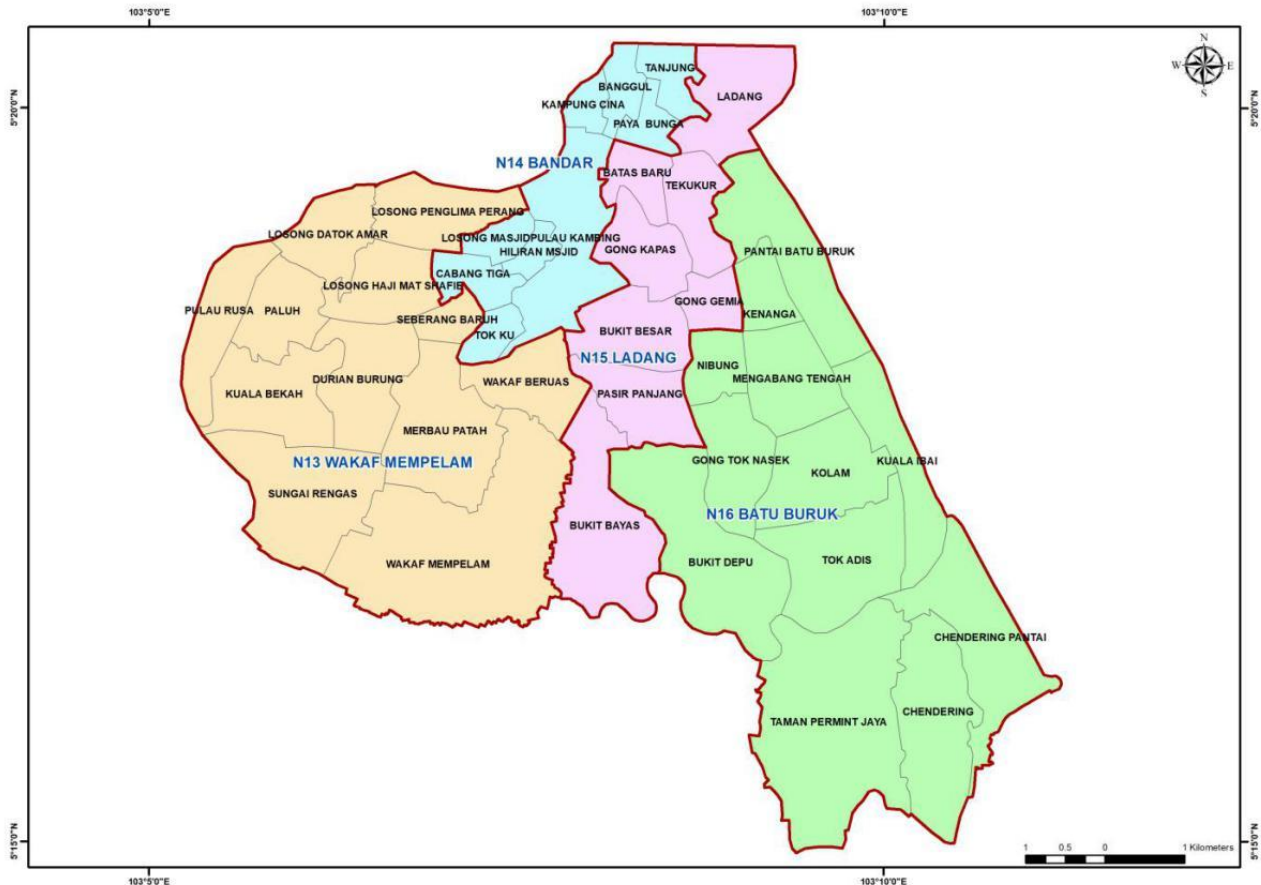 103°5'0"E
103°10'0"E
N
W
E
S
5°20'0"N
5°20'0"N
TANJUNG
BANGGUL
LADANG
KAMPUNG CINA
PAYA BUNGA
N14 BANDAR
BATAS BARU
TEKUKUR
LOSONG PENGLIMA PERANG
LOSONG DATOK AMAR
LOSONG MASJID
PULAU KAMBING
HILIRAN MSJID
GONG KAPAS
PANTAI BATU BURUK
CABANG TIGA
LOSONG HAJI MAT SHAFIE
GONG GEMIA
PULAU RUSA
PALUH
KENANGA
SEBERANG BARUH
TOK KU
BUKIT BESAR
N15 LADANG
NIBUNG
MENGABANG TENGAH
DURIAN BURUNG
WAKAF BERUAS
KUALA BEKAH
PASIR PANJANG
MERBAU PATAH
N13 WAKAF MEMPELAM
GONG TOK NASEK
KUALA IBAI
KOLAM
SUNGAI RENGAS
N16 BATU BURUK
BUKIT BAYAS
WAKAF MEMPELAM
BUKIT DEPU
TOK ADIS
CHENDERING PANTAI
CHENDERING
TAMAN PERMINT JAYA
5°15'0"N
5°15'0"N
1 0.5 0 1 Kilometers
103°5'0"E
103°10'0"E